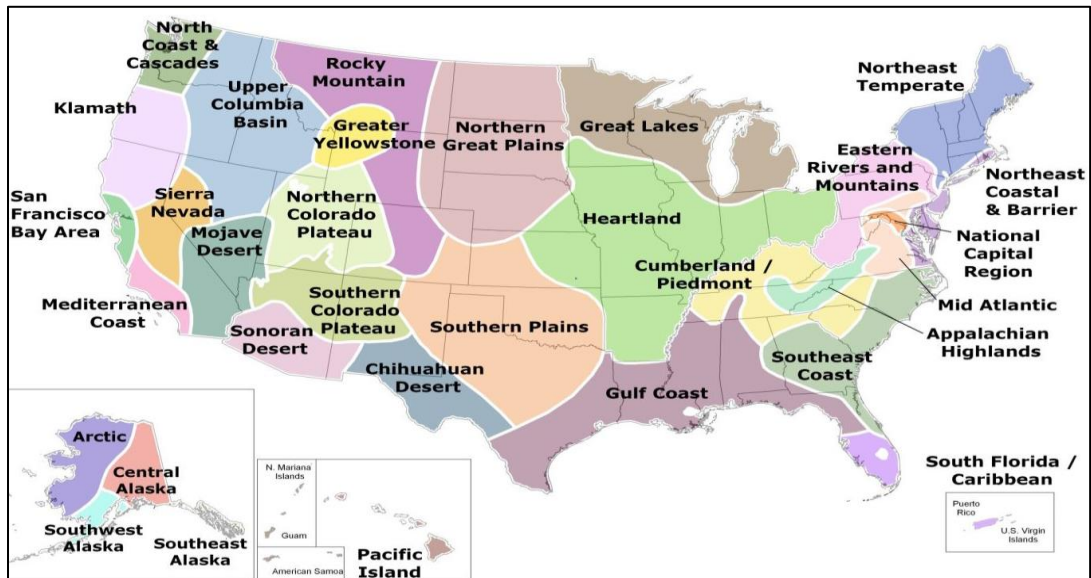 North
Coast &
Cascades
Klamath
Upper
Columbia
Basin
Rocky
Mountain
Greater
Yellowstone
Northern
Great Plains
Great Lakes
Northeast
Temperate
Eastern
Rivers and
Mountains
Northeast
Coastal
& Barrier
San
Francisco
Bay Area
Sierra
Nevada
Mojave
Desert
Northern
Colorado
Plateau
Heartland
National
Capital
Region
Cumberland /
Piedmont
Mid Atlantic
Mediterranean
Coast
Sonoran
Desert
Southern
Colorado
Plateau
Southern Plains
Appalachian
Highlands
Southeast
Coast
Chihuahuan
Desert
Gulf Coast
South Florida /
Caribbean
Puerto
Rico
U.S. Virgin
Islands
Arctic
Central
Alaska
Southwest
Alaska
Southeast
Alaska
N. Mariana
Islands
Guam
American Samoa
Pacific
Island